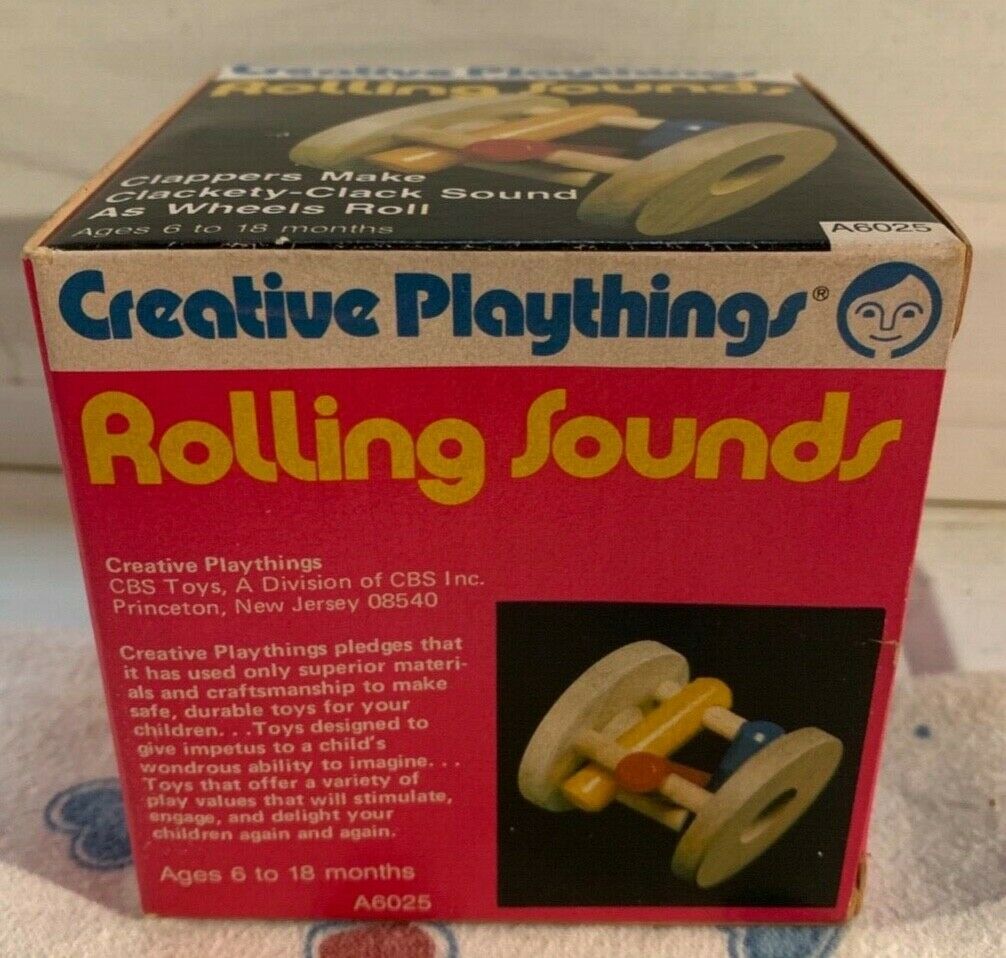 Creative Playthings
Rolling Sounds
Clappers Make
Clackety-Clack Sound
As Wheels Roll
Ages 6 to 18 months
A6025
Creative Playthings®
Rolling Sounds
Creative Playthings
CBS Toys, A Division of CBS Inc.
Princeton, New Jersey 08540
Creative Playthings pledges that
it has used only superior materi-
als and craftsmanship to make
safe, durable toys for your
children. . .Toys designed to
give impetus to a child's
wondrous ability to imagine. . .
Toys that offer a variety of
play values that will stimulate,
engage, and delight your
children again and again.
Ages 6 to 18 months
A6025